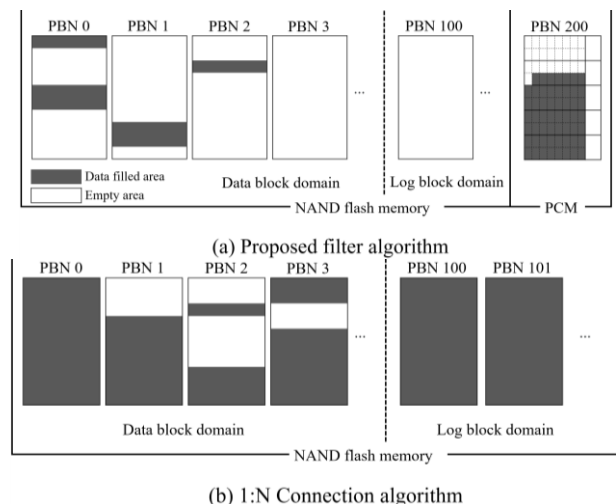 PBN 0 PBN 1 PBN 2 PBN 3 PBN 100 PBN 200
... ...
Data filled area
Empty area
Data block domain Log block domain
NAND flash memory PCM
(a) Proposed filter algorithm
PBN 0 PBN 1 PBN 2 PBN 3 PBN 100 PBN 101
... ...
Data block domain Log block domain
NAND flash memory
(b) 1:N Connection algorithm